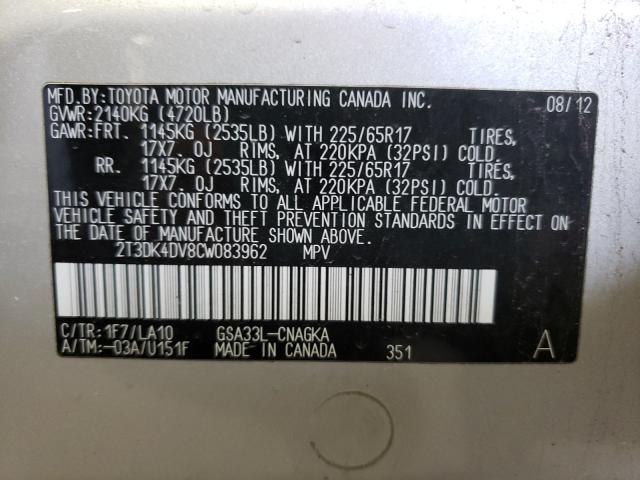 MFD.BY:TOYOTA MOTOR MANUFACTURING CANADA INC. 08/12
GVWR:2140KG (4720LB)
GAWR:FRT. 1145KG (2535LB) WITH 225/65R17 TIRES,
17X7.0J RIMS, AT 220KPA (32PSI) COLD.
RR. 1145KG (2535LB) WITH 225/65R17 TIRES,
17X7.0J RIMS, AT 220KPA (32PSI) COLD.
THIS VEHICLE CONFORMS TO ALL APPLICABLE FEDERAL MOTOR
VEHICLE SAFETY AND THEFT PREVENTION STANDARDS IN EFFECT ON
THE DATE OF MANUFACTURE SHOWN ABOVE.
2T3DK4DV8CW083962 MPV
C/TR:1F7/LA10 GSA33L-CNAGKA
A/TM:-03A/U151F MADE IN CANADA 351 A